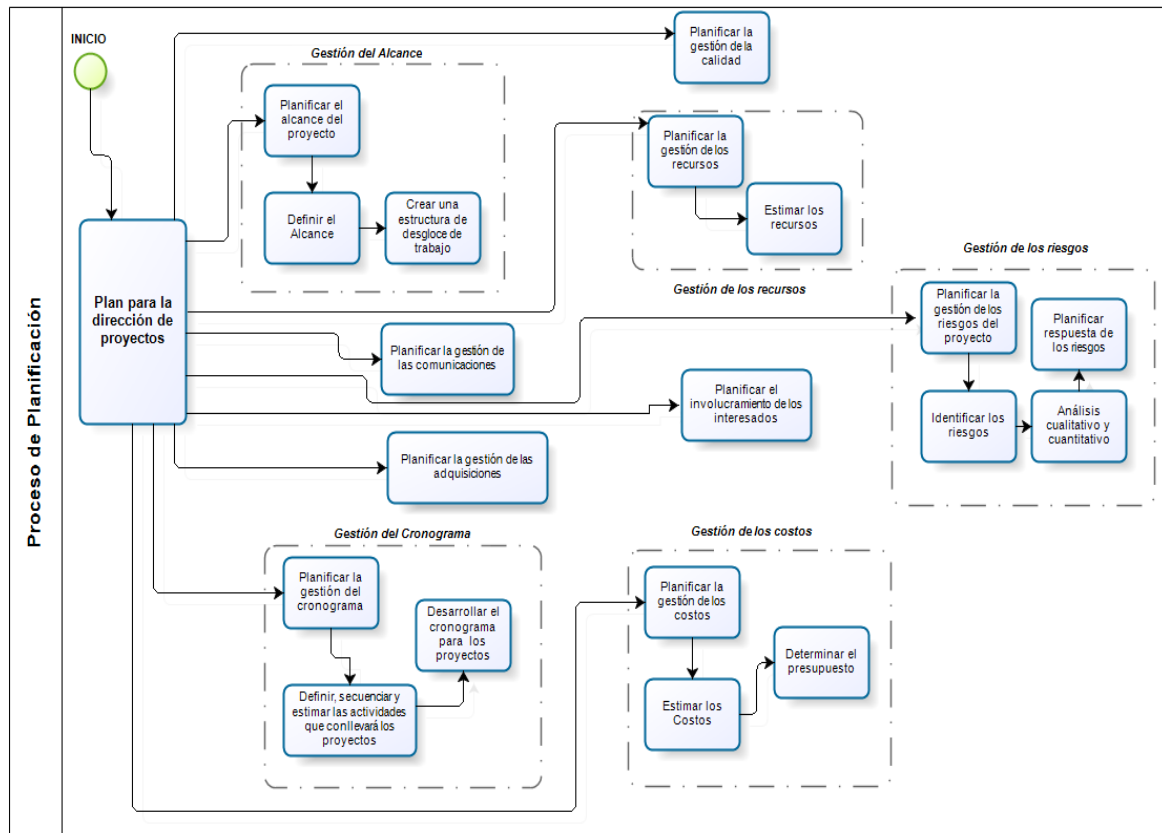 Proceso de Planificación
INICIO
Plan para la
dirección de
proyectos
Gestión del Alcance
Planificar el
alcance del
proyecto
Definir el
Alcance
Crear una
estructura de
desgloce de
trabajo
Planificar la
gestión de la
calidad
Planificar la
gestión de los
recursos
Estimar los
recursos
Gestión de los recursos
Gestión de los riesgos
Planificar la
gestión de los
riesgos del
proyecto
Planificar
respuesta de
los riesgos
Identificar los
riesgos
Análisis
cualitativo y
cuantitativo
Planificar la gestión de
las comunicaciones
Planificar el
involucramiento de los
interesados
Planificar la gestión de las
adquisiciones
Gestión del Cronograma
Planificar la
gestión del
cronograma
Desarrollar el
cronograma
para los
proyectos
Definir, secuenciar y
estimar las actividades
que conllevará los
proyectos
Gestión de los costos
Planificar la
gestión de los
costos
Determinar el
presupuesto
Estimar los
Costos